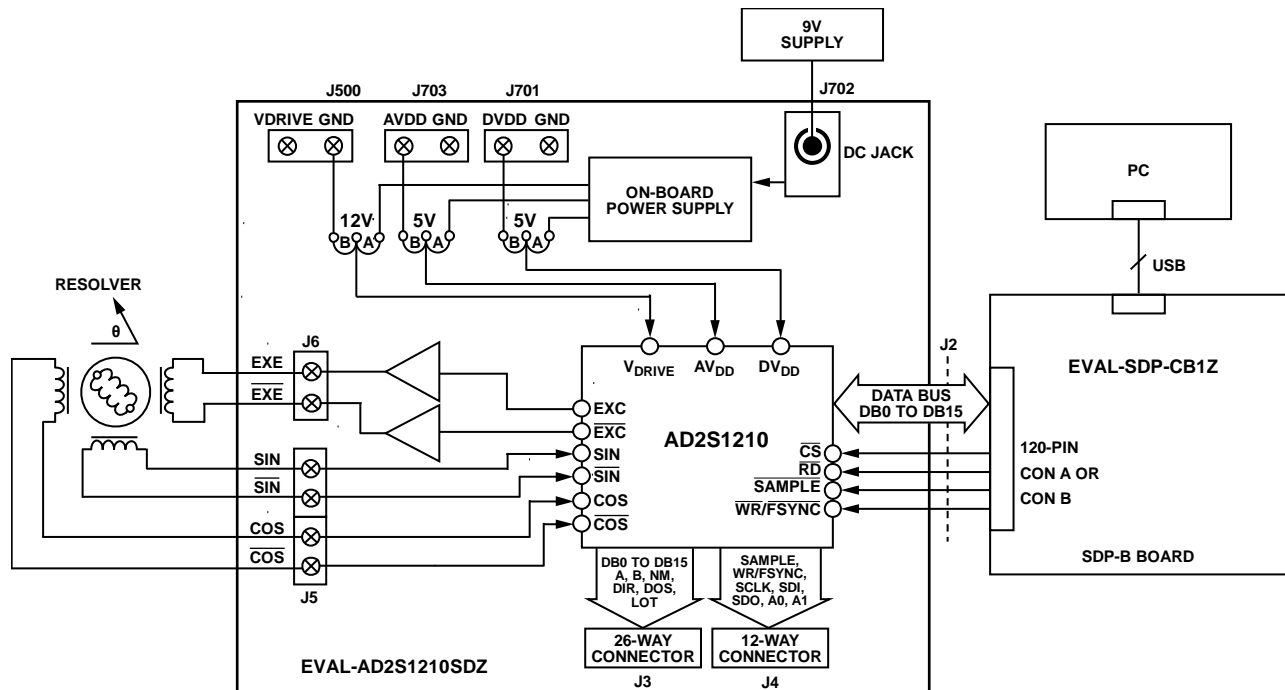 9V
SUPPLY
J500 J703 J701 J702
VDRIVE GND AVDD GND DVDD GND
DC JACK
ON-BOARD
POWER SUPPLY
12V 5V 5V
B A B A B A
PC
USB
RESOLVER
θ
J6
EXE
EXE
VDRIVE AVDD DVDD
J2
EVAL-SDP-CB1Z
DATA BUS
DB0 TO DB15
EXC
EXC
AD2S1210
SIN
SIN
SIN
SIN
COS
COS
COS
COS
CS
RD
SAMPLE
WR/FSYNC
120-PIN
CON A OR
CON B
SDP-B BOARD
J5
DB0 TO DB15
A, B, NM,
DIR, DOS,
LOT
SAMPLE,
WR/FSYNC,
SCLK, SDI,
SDO, A0, A1
26-WAY
CONNECTOR
12-WAY
CONNECTOR
EVAL-AD2S1210SDZ
J3 J4